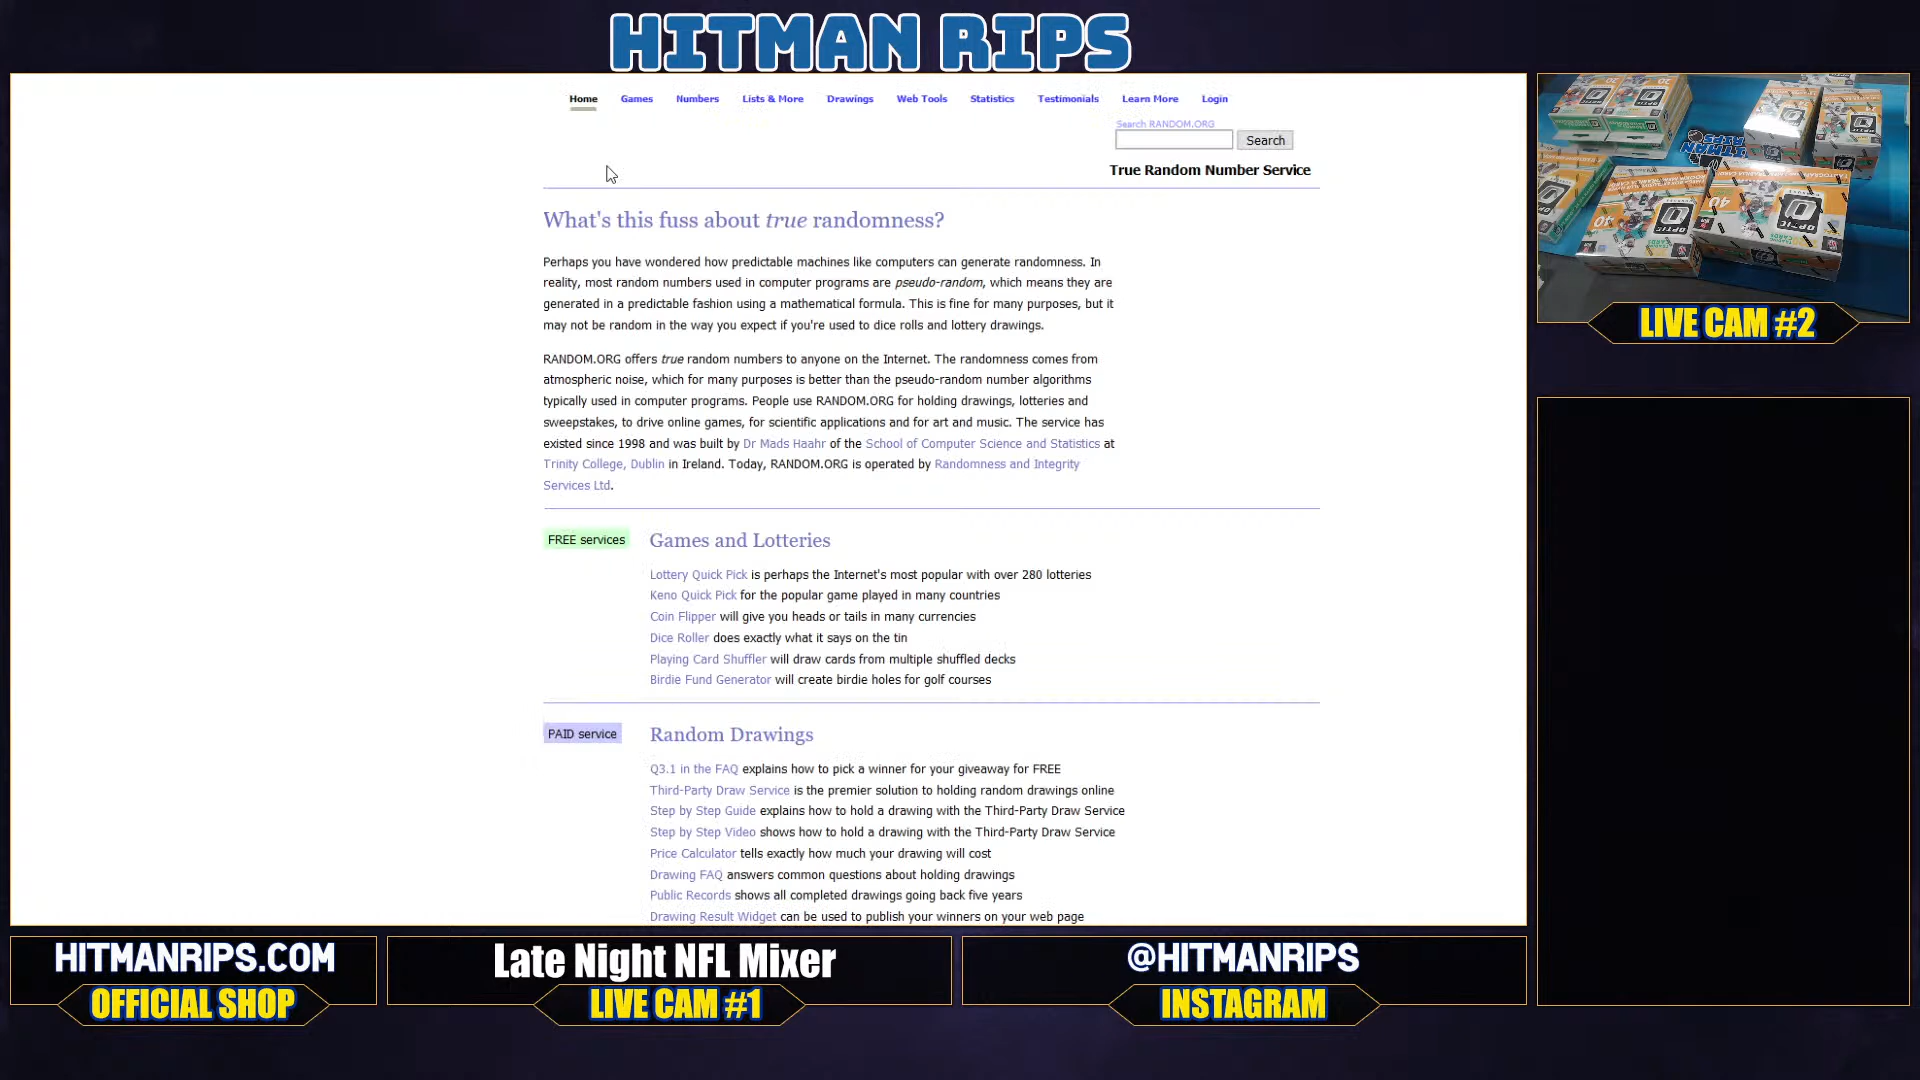 HITMAN RIPS
Home Games Numbers Lists & More Drawings Web Tools Statistics Testimonials Learn More Login
Search RANDOM.ORG
Search
True Random Number Service
What's this fuss about true randomness?
Perhaps you have wondered how predictable machines like computers can generate randomness. In
reality, most random numbers used in computer programs are pseudo-random, which means they are
generated in a predictable fashion using a mathematical formula. This is fine for many purposes, but it
may not be random in the way you expect if you're used to dice rolls and lottery drawings.
RANDOM.ORG offers true random numbers to anyone on the Internet. The randomness comes from
atmospheric noise, which for many purposes is better than the pseudo-random number algorithms
typically used in computer programs. People use RANDOM.ORG for holding drawings, lotteries and
sweepstakes, to drive online games, for scientific applications and for art and music. The service has
existed since 1998 and was built by Dr Mads Haahr of the School of Computer Science and Statistics at
Trinity College, Dublin in Ireland. Today, RANDOM.ORG is operated by Randomness and Integrity
Services Ltd.
FREE services
Games and Lotteries
Lottery Quick Pick is perhaps the Internet's most popular with over 280 lotteries
Keno Quick Pick for the popular game played in many countries
Coin Flipper will give you heads or tails in many currencies
Dice Roller does exactly what it says on the tin
Playing Card Shuffler will draw cards from multiple shuffled decks
Birdie Fund Generator will create birdie holes for golf courses
PAID service
Random Drawings
Q3.1 in the FAQ explains how to pick a winner for your giveaway for FREE
Third-Party Draw Service is the premier solution to holding random drawings online
Step by Step Guide explains how to hold a drawing with the Third-Party Draw Service
Step by Step Video shows how to hold a drawing with the Third-Party Draw Service
Price Calculator tells exactly how much your drawing will cost
Drawing FAQ answers common questions about holding drawings
Public Records shows all completed drawings going back five years
Drawing Result Widget can be used to publish your winners on your web page
HITMAN
RIPS
OPTIC
OPTIC
40
40
LIVE CAM #2
HITMANRIPS.COM
OFFICIAL SHOP
Late Night NFL Mixer
LIVE CAM #1
@HITMANRIPS
INSTAGRAM